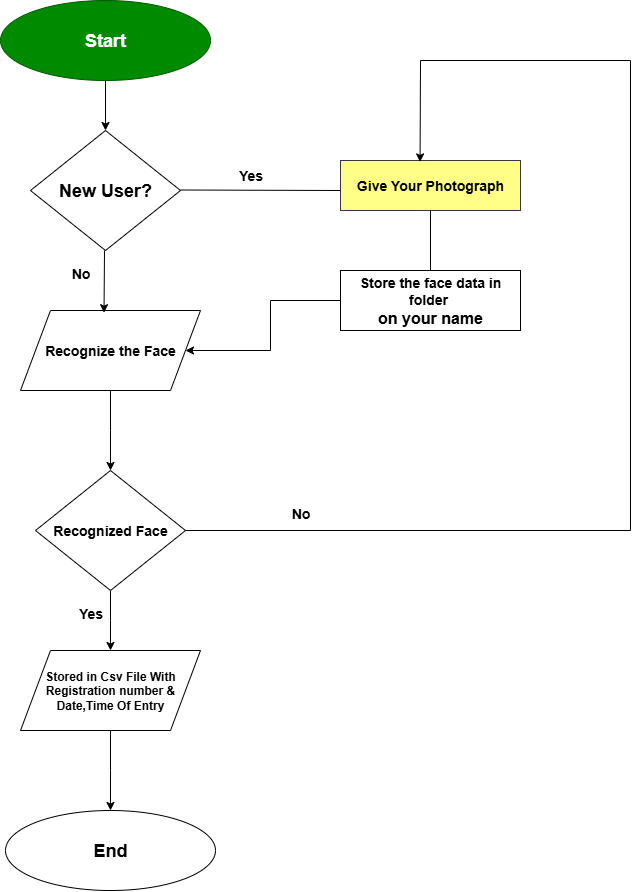 Start
New User?
Yes
Give Your Photograph
No
Store the face data in
folder
on your name
Recognize the Face
No
Recognized Face
Yes
Stored in Csv File With
Registration number &
Date,Time Of Entry
End